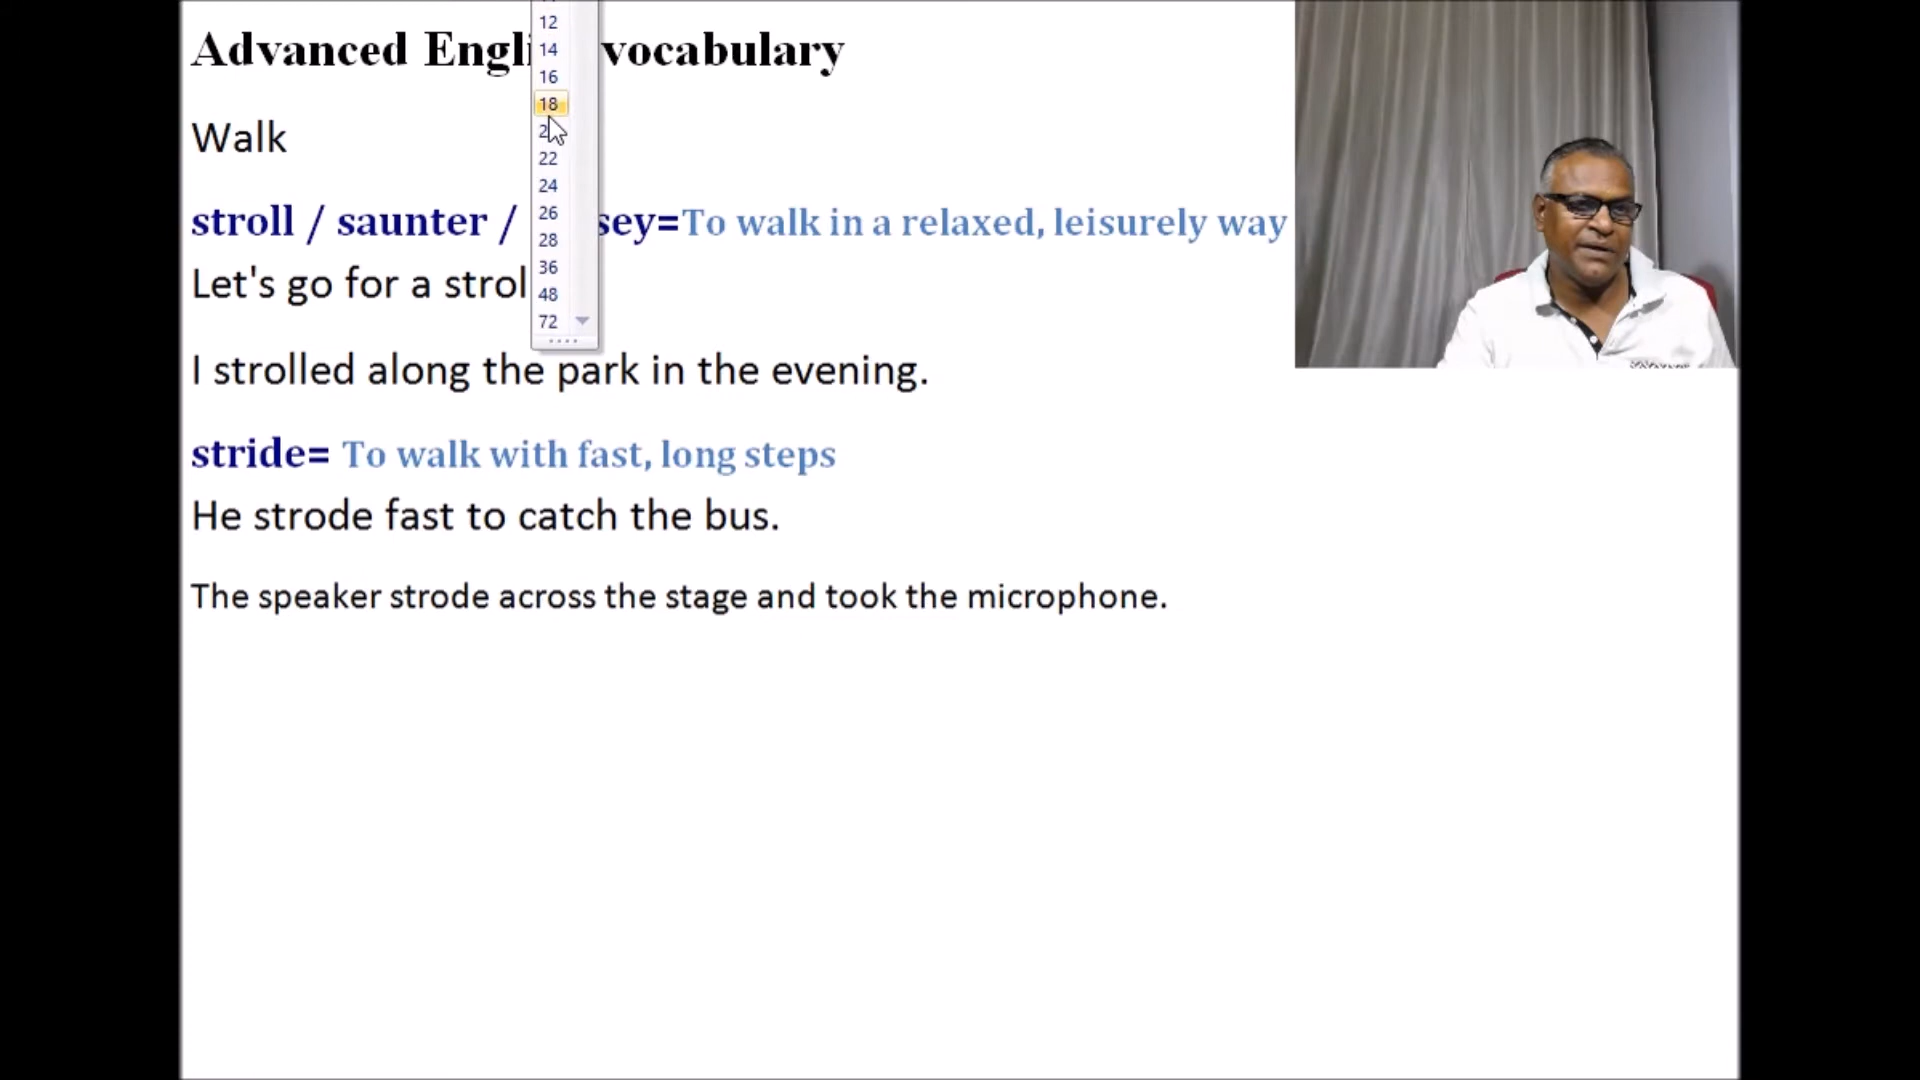 Advanced Engli vocabulary
Walk
stroll / saunter / sey=To walk in a relaxed, leisurely way
Let's go for a strol
I strolled along the park in the evening.
stride= To walk with fast, long steps
He strode fast to catch the bus.
The speaker strode across the stage and took the microphone.
12
14
16
18
22
24
26
28
36
48
72